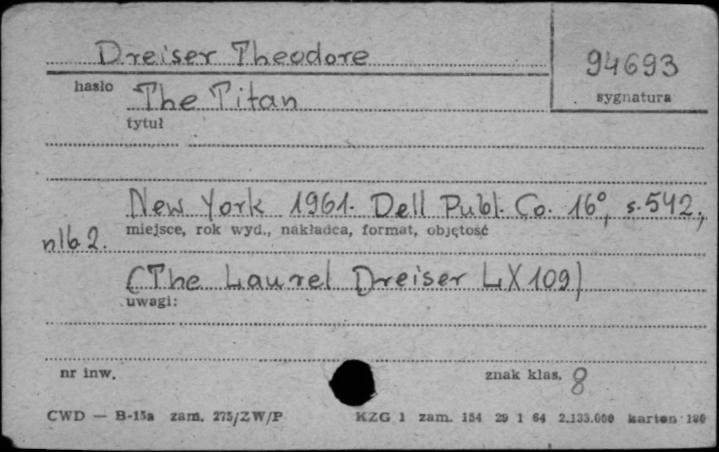 Dreiser Theodore
94693
hasło
sygnatura
The Titan
tytuł
New York 1961. Dell Publ. Co. 16°, s. 542,
nlb 2.
miejsce, rok wyd., nakładca, format, objętość
(The Laurel Dreiser LX109)
uwagi:
nr inw.
znak klas. 8
CWD — B-15a zam. 275/ZW/P KZG 1 zam. 154 29 1 64 2.133.000 karton 180